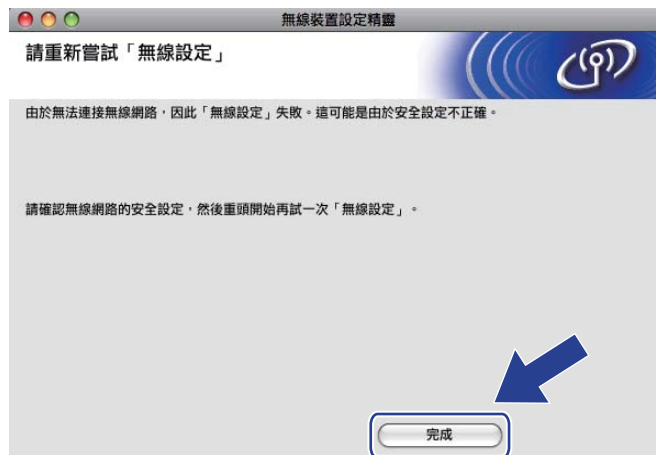 無線裝置設定精靈
請重新嘗試「無線設定」
由於無法連接無線網路，因此「無線設定」失敗。這可能是由於安全設定不正確。
請確認無線網路的安全設定，然後重頭開始再試一次「無線設定」。
完成